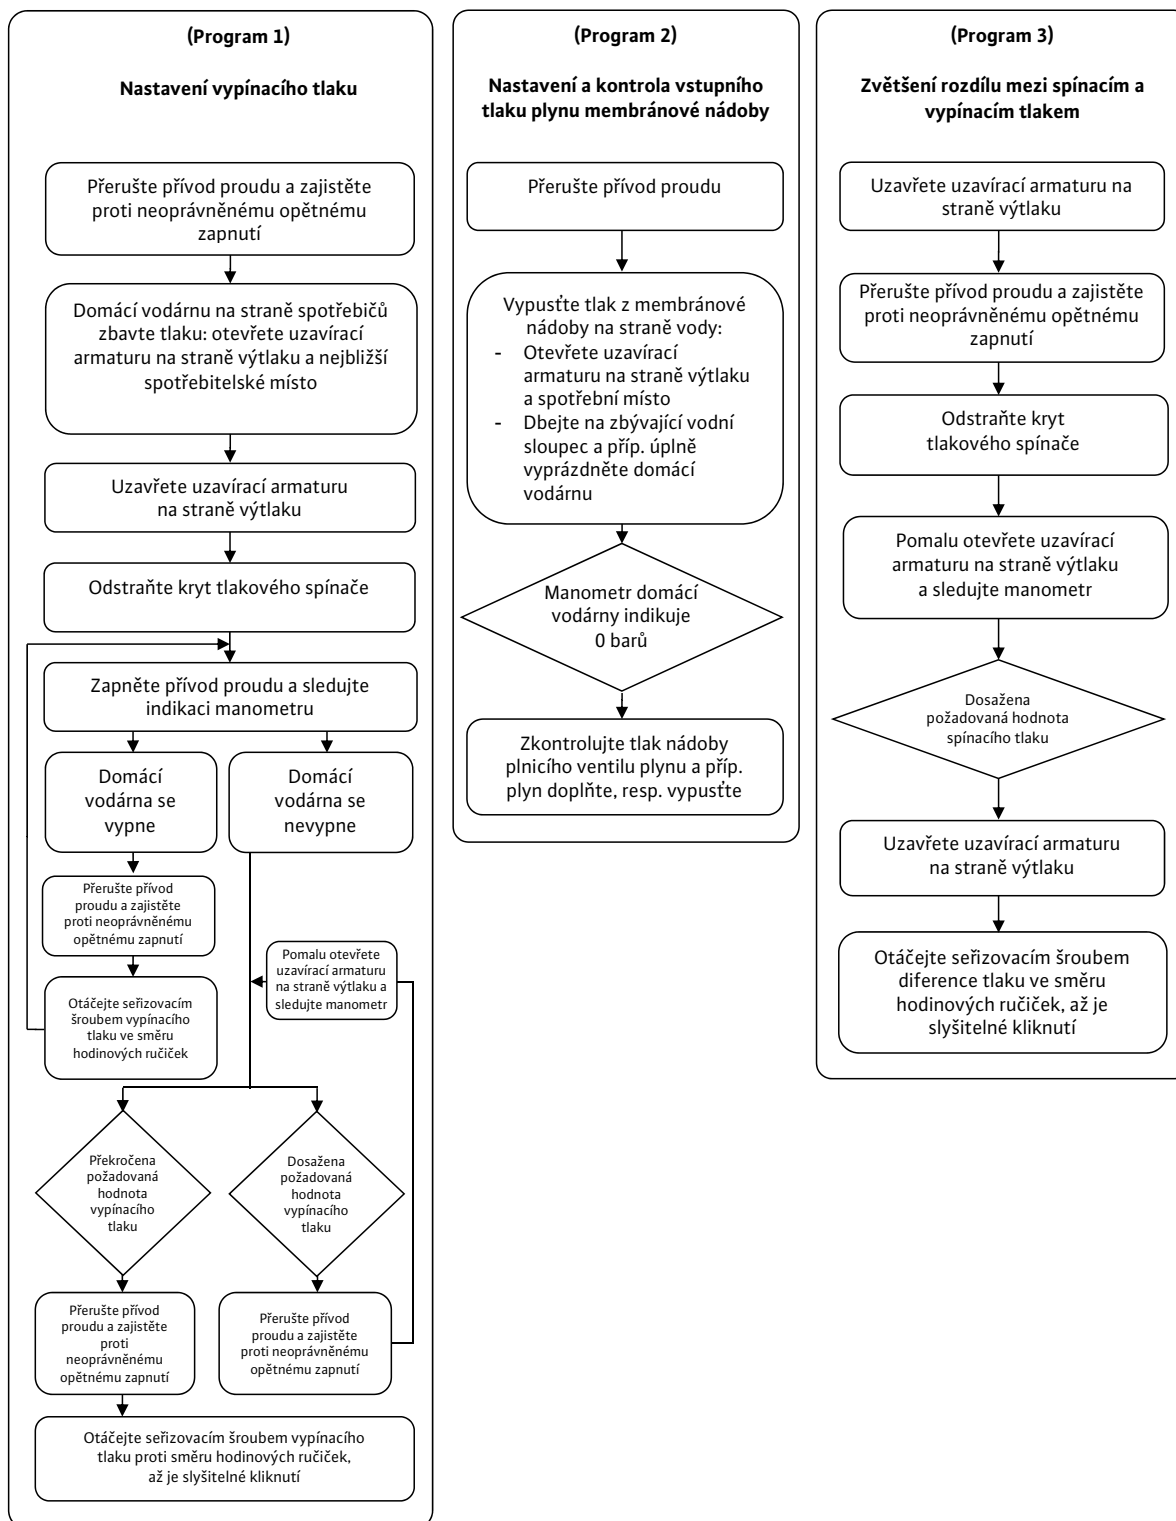 (Program 1)
Nastavení vypínacího tlaku
Přerušte přívod proudu a zajistěte
proti neoprávněnému opětnému
zapnutí
Domácí vodárnu na straně spotřebičů
zbavte tlaku: otevřete uzavírací
armaturu na straně výtlaku a nejbližší
spotřebitelské místo
Uzavřete uzavírací armaturu
na straně výtlaku
Odstraňte kryt tlakového spínače
Zapněte přívod proudu a sledujte
indikaci manometru
Domácí
vodárna se
vypne
Domácí
vodárna se
nevypne
Přerušte přívod
proudu a zajistěte
proti neoprávněnému
opětnému zapnutí
Pomalu otevřete
uzavírací armaturu
na straně výtlaku a
sledujte manometr
Otáčejte seřizovacím
šroubem vypínacího
tlaku ve směru
hodinových ručiček
Překročena
požadovaná
hodnota
vypínacího
tlaku
Dosažena
požadovaná
hodnota
vypínacího
tlaku
Přerušte přívod
proudu a zajistěte
proti
neoprávněnému
opětnému zapnutí
Přerušte přívod
proudu a zajistěte
proti neoprávněnému
opětnému zapnutí
Otáčejte seřizovacím šroubem vypínacího
tlaku proti směru hodinových ručiček,
až je slyšitelné kliknutí
(Program 2)
Nastavení a kontrola vstupního
tlaku plynu membránové nádoby
Přerušte přívod proudu
Vypusťte tlak z membránové
nádoby na straně vody:
- Otevřete uzavírací
armaturu na straně výtlaku
a spotřební místo
- Dbejte na zbývající vodní
sloupec a příp. úplně
vyprázdněte domácí
vodárnu
Manometr domácí
vodárny indikuje
0 barů
Zkontrolujte tlak nádoby
plnicího ventilu plynu a příp.
plyn doplňte, resp. vypusťte
(Program 3)
Zvětšení rozdílu mezi spínacím a
vypínacím tlakem
Uzavřete uzavírací armaturu na
straně výtlaku
Přerušte přívod proudu a zajistěte
proti neoprávněnému opětnému
zapnutí
Odstraňte kryt
tlakového spínače
Pomalu otevřete uzavírací
armaturu na straně výtlaku
a sledujte manometr
Dosažena
požadovaná hodnota
spínacího tlaku
Uzavřete uzavírací armaturu
na straně výtlaku
Otáčejte seřizovacím šroubem
diference tlaku ve směru
hodinových ručiček, až je
slyšitelné kliknutí